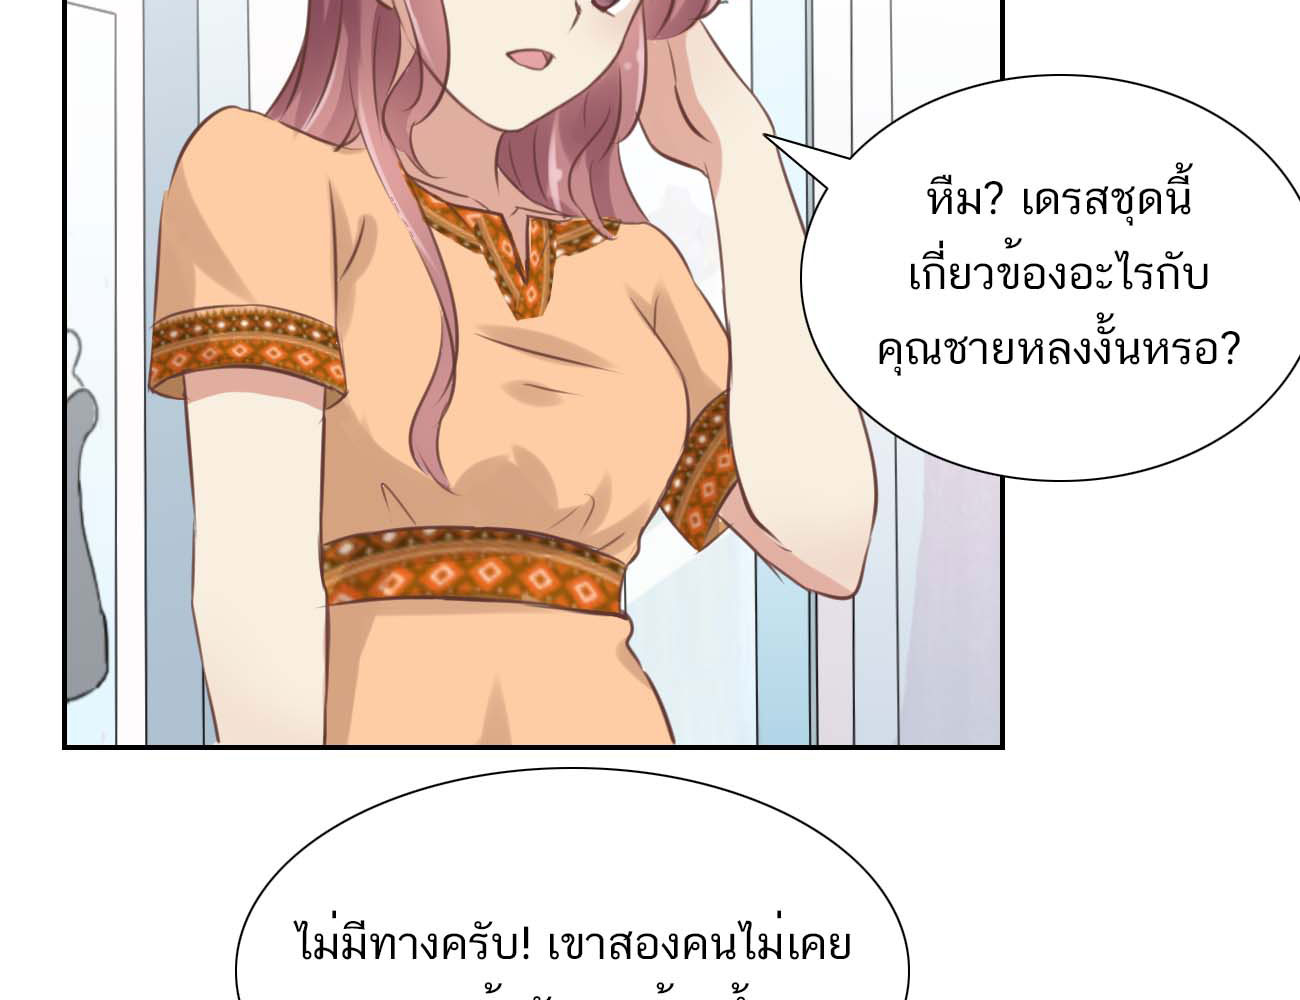 หืม? เดรสชุดนี้
เกี่ยวข้องอะไรกับ
คุณชายหลงงั้นหรอ?
ไม่มีทางครับ! เขาสองคนไม่เคย